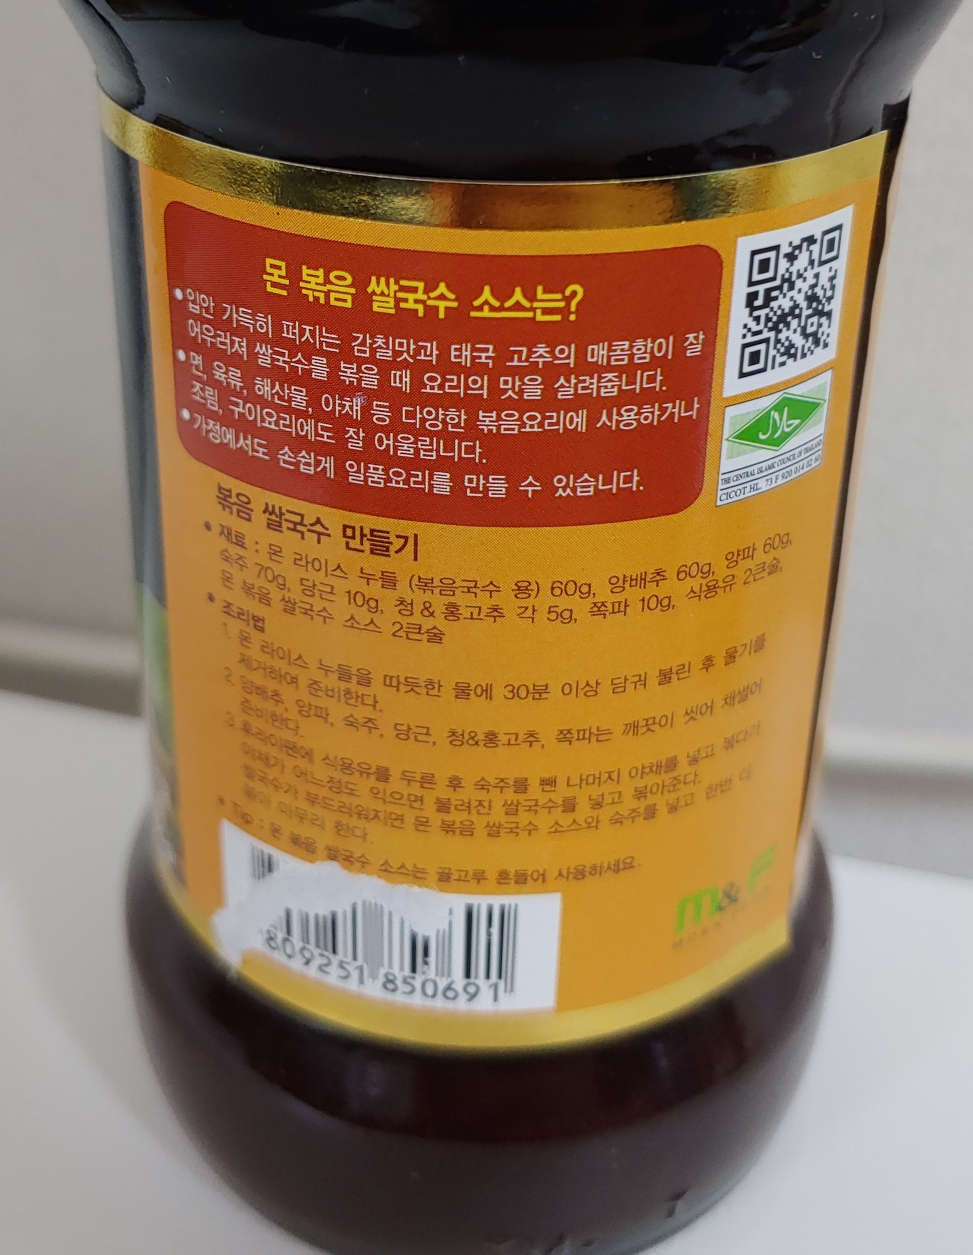 몬 볶음 쌀국수 소스는?
• 입안 가득히 퍼지는 감칠맛과 태국 고추의 매콤함이 잘
어우러져 쌀국수를 볶을 때 요리의 맛을 살려줍니다.
• 면, 육류, 해산물, 야채 등 다양한 볶음요리에 사용하거나
조림, 구이요리에도 잘 어울립니다.
• 가정에서도 손쉽게 일품요리를 만들 수 있습니다.
حلال
THE CENTRAL ISLAMIC COUNCIL OF THAILAND
CICOT.HL. 73 F 920 014 02 60
볶음 쌀국수 만들기
• 재료 : 몬 라이스 누들 (볶음국수 용) 60g, 양배추 60g, 양파 60g,
숙주 70g, 당근 10g, 청 & 홍고추 각 5g, 쪽파 10g, 식용유 2큰술,
몬 볶음 쌀국수 소스 2큰술
• 조리법
1. 몬 라이스 누들을 따듯한 물에 30분 이상 담궈 불린 후 물기를
제거하여 준비한다.
2. 양배추, 양파, 숙주, 당근, 청&홍고추, 쪽파는 깨끗이 씻어 채썰어
준비한다.
3. 후라이팬에 식용유를 두른 후 숙주를 뺀 나머지 야채를 넣고 볶다가
야채가 어느정도 익으면 불려진 쌀국수를 넣고 볶아준다.
쌀국수가 부드러워지면 몬 볶음 쌀국수 소스와 숙주를 넣고 한번 더
볶아 마무리 한다.
• Tip : 몬 볶음 쌀국수 소스는 골고루 흔들어 사용하세요.
m&F
809251 850691